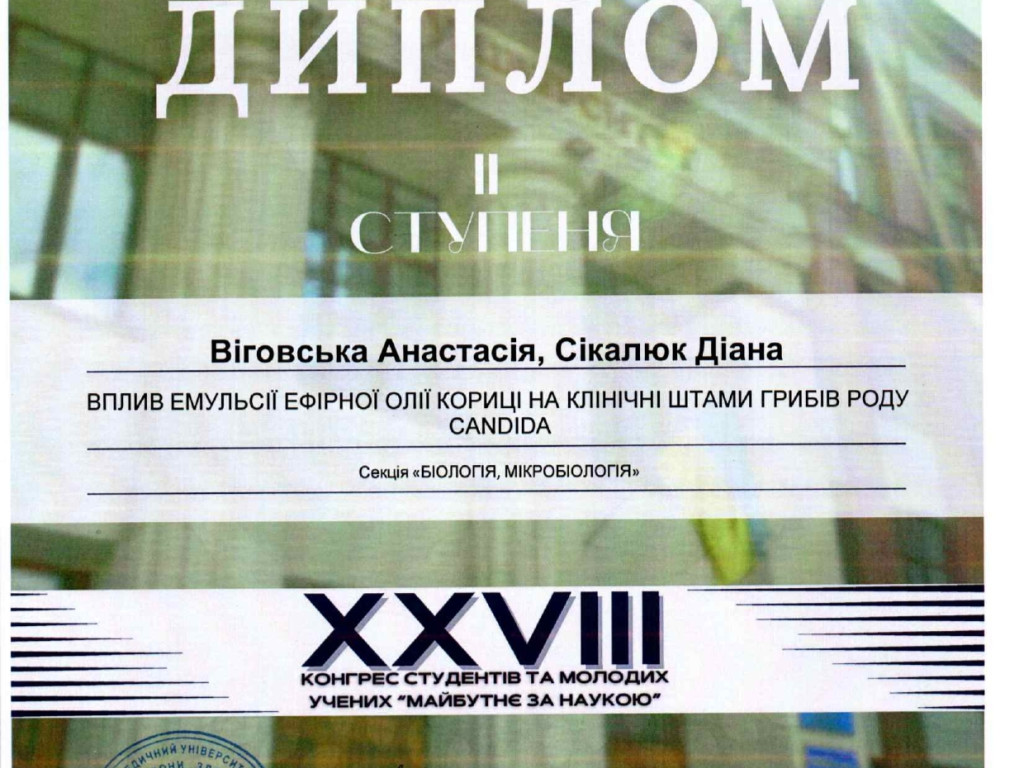 ДИПЛОМ
II
СТУПЕНЯ
Віговська Анастасія, Сікалюк Діана
ВПЛИВ ЕМУЛЬСІЇ ЕФІРНОЇ ОЛІЇ КОРИЦІ НА КЛІНІЧНІ ШТАМИ ГРИБІВ РОДУ
CANDIDA
Секція «БІОЛОГІЯ, МІКРОБІОЛОГІЯ»
XXVIII
КОНГРЕС СТУДЕНТІВ ТА МОЛОДИХ
УЧЕНИХ “МАЙБУТНЄ ЗА НАУКОЮ”